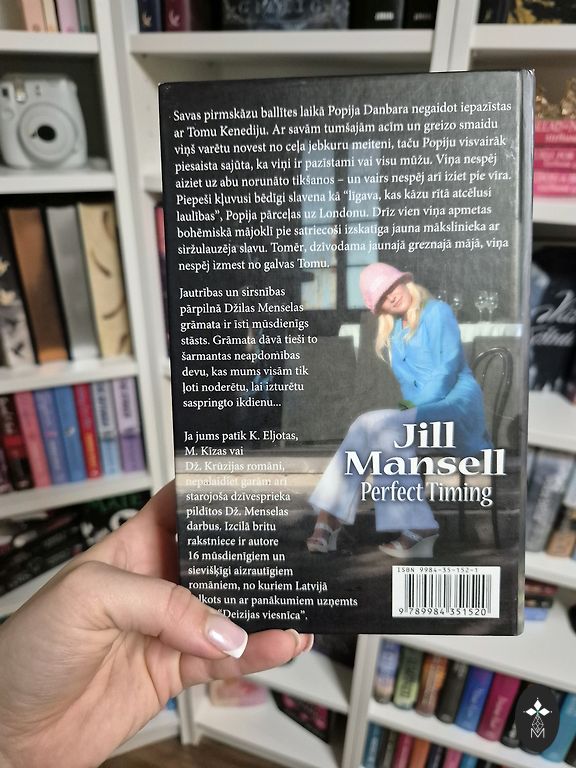 Savas pirmskāzu ballītes laikā Popija Danbara negaidot iepazīstas
ar Tomu Kenediju. Ar savām tumšajām acīm un greizo smaidu
viņš varētu novest no ceļa jebkuru meiteni, taču Popiju visvairāk
piesaista sajūta, ka viņi ir pazīstami vai visu mūžu. Viņa nespēj
aiziet uz abu norunāto tikšanos – un vairs nespēj arī iziet pie vīra.
Piepeši kļuvusi bēdīgi slavena kā “līgava, kas kāzu rītā atcēlusi
laulības”, Popija pārceļas uz Londonu. Drīz vien viņa apmetas
bohēmiskā mājoklī pie satriecoši izskatīga jauna mākslinieka ar
siržulauzēja slavu. Tomēr, dzīvodama jaunajā greznajā mājā, viņa
nespēj izmest no galvas Tomu.
Jautrības un sirsnības
pārpilnā Džilas Menselas
grāmata ir īsti mūsdienīgs
stāsts. Grāmata dāvā tieši to
šarmantas neapdomības
devu, kas mums visām tik
ļoti noderētu, lai izturētu
saspringto ikdienu...
Ja jums patīk K. Eljotas,
M. Kizas vai
Dž. Krūzijas romāni,
nepalaidiet garām arī
starojoša dzīvesprieka
pildītos Dž. Menselas
darbus. Izcilā britu
rakstniece ir autore
16 mūsdienīgiem un
sievišķīgi aizrautīgiem
romāniem, no kuriem Latvijā
tulkots un ar panākumiem uzņemts
“Deizijas viesnīca”.
Jill
Mansell
Perfect Timing
ISBN 9984-35-152-1
9 789984 351520